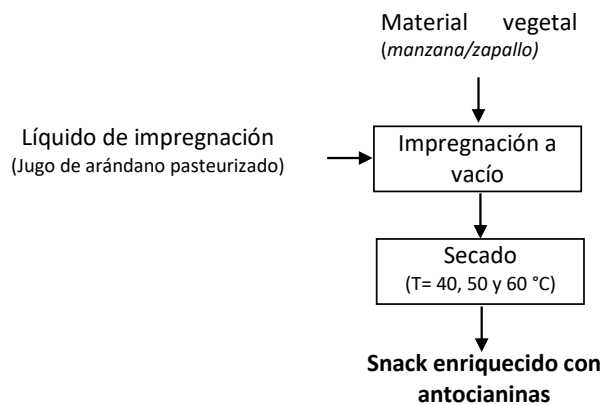 Material vegetal
(manzana/zapallo)
Líquido de impregnación
(Jugo de arándano pasteurizado)
Impregnación a
vacío
Secado
(T= 40, 50 y 60 °C)
Snack enriquecido con
antocianinas